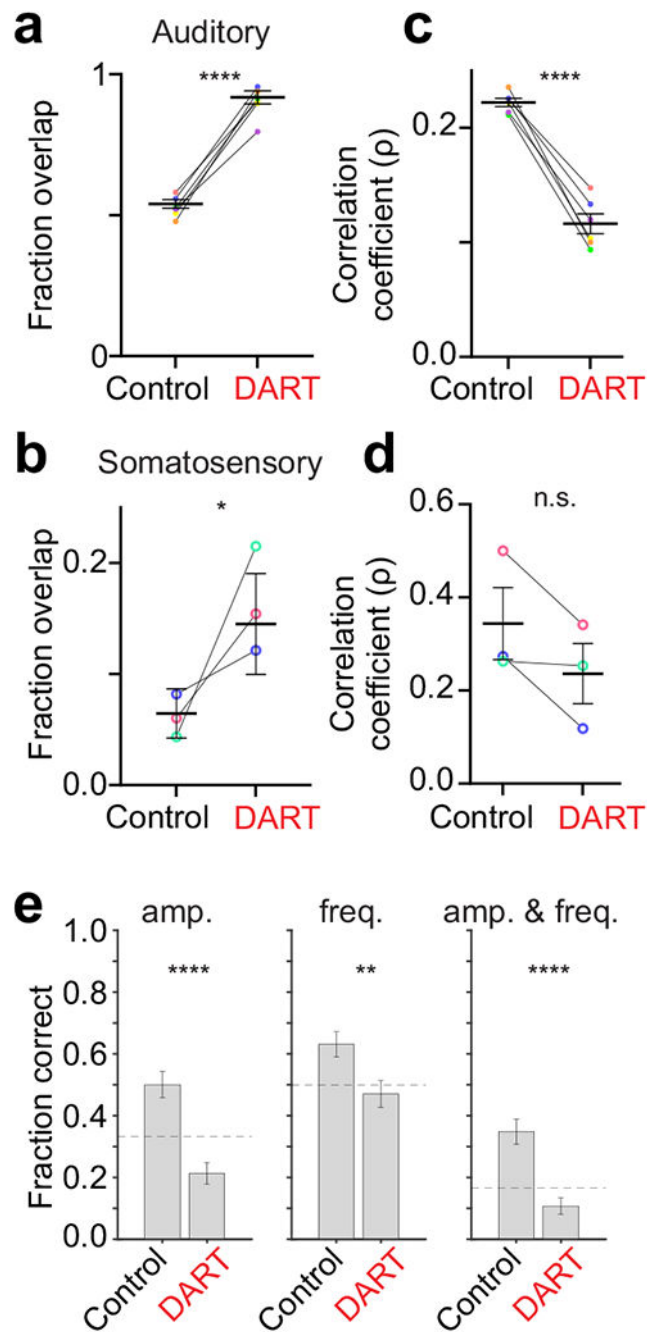 a
Auditory
****
1
0
Fraction overlap
Control DART
c
****
0.2
0
Correlation
coefficient (ρ)
Control DART
b
Somatosensory
*
0.2
0.0
Fraction overlap
Control DART
d
n.s.
0.6
0.4
0.2
0.0
Correlation
coefficient (ρ)
Control DART
e
amp.
freq.
amp. & freq.
1.0
0.8
0.6
0.4
0.2
0.0
Fraction correct
****
**
****
Control
DART
Control
DART
Control
DART